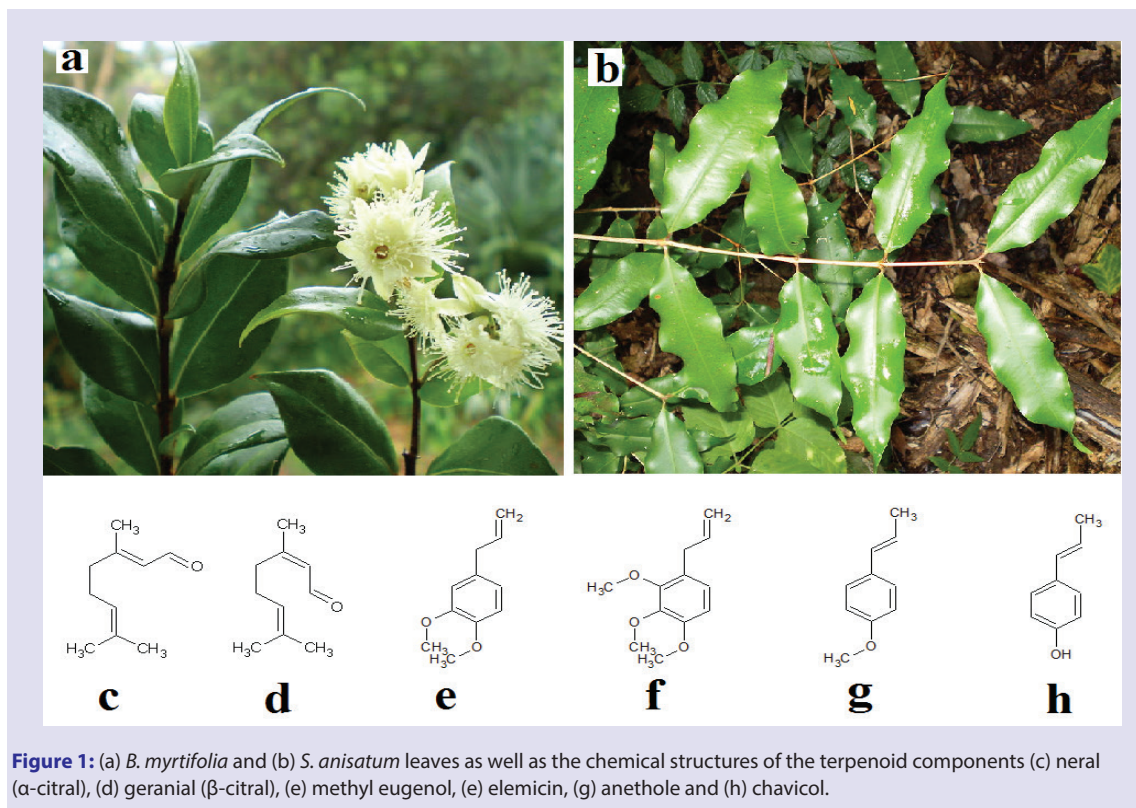 a
b
CH3
O
H3C
CH3
c
CH3
O
H3C
CH3
d
CH2
O
CH3
O
H3C
e
CH2
O
H3C
O
H3C
O
H3C
f
CH3
O
H3C
g
CH3
OH
h
Figure 1: (a) B. myrtifolia and (b) S. anisatum leaves as well as the chemical structures of the terpenoid components (c) neral
(α-citral), (d) geranial (β-citral), (e) methyl eugenol, (e) elemicin, (g) anethole and (h) chavicol.